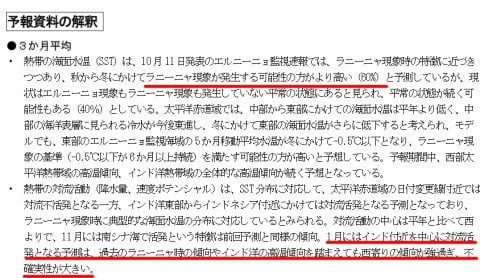 予報資料の解釈
●３か月平均
・ 熱帯の海面水温（SST）は、10月11日発表のエルニーニョ監視速報では、ラニーニャ現象時の特徴に近づき
つつあり、秋から冬にかけてラニーニャ現象が発生する可能性の方がより高い（60%）と予測しているが、現
状はエルニーニョ現象もラニーニャ現象も発生していない平常の状態にあると見られ、平常の状態が続く可
能性もある（40%）としている。太平洋赤道域では、中部から東部にかけての海面水温は平年より低く、中
部の海洋表層に見られる冷水が今後東進し、冬にかけて東部の海面水温がさらに低下すると考えられ、モデ
ルでも、東部のエルニーニョ監視海域の５か月移動平均水温が冬にかけて-0.5℃以下となり、ラニーニャ現
象の基準（-0.5℃以下が６か月以上持続）を満たす可能性の方が高いと予想している。予報期間中、西部太
平洋熱帯域の高温傾向、インド洋熱帯域の全体的な高温傾向が続く予想となっている。
・ 熱帯の対流活動（降水量、速度ポテンシャル）は、SST分布に対応して、太平洋赤道域の日付変更線付近では
対流不活発となる一方、インド洋東部からインドネシア付近にかけては対流活発となる予測となっており、
ラニーニャ現象時に典型的な海面水温の分布に対応しているとみられる。対流活動の中心は平年と比べて西
よりで、11月には南シナ海で活発という特徴は前回予測と同様の傾向。1月にはインド付近を中心に対流活
発となる予測は、過去のラニーニャ時の傾向やインド洋の高温傾向を踏まえても西寄りの傾向が強過ぎ、不
確実性が大きい。